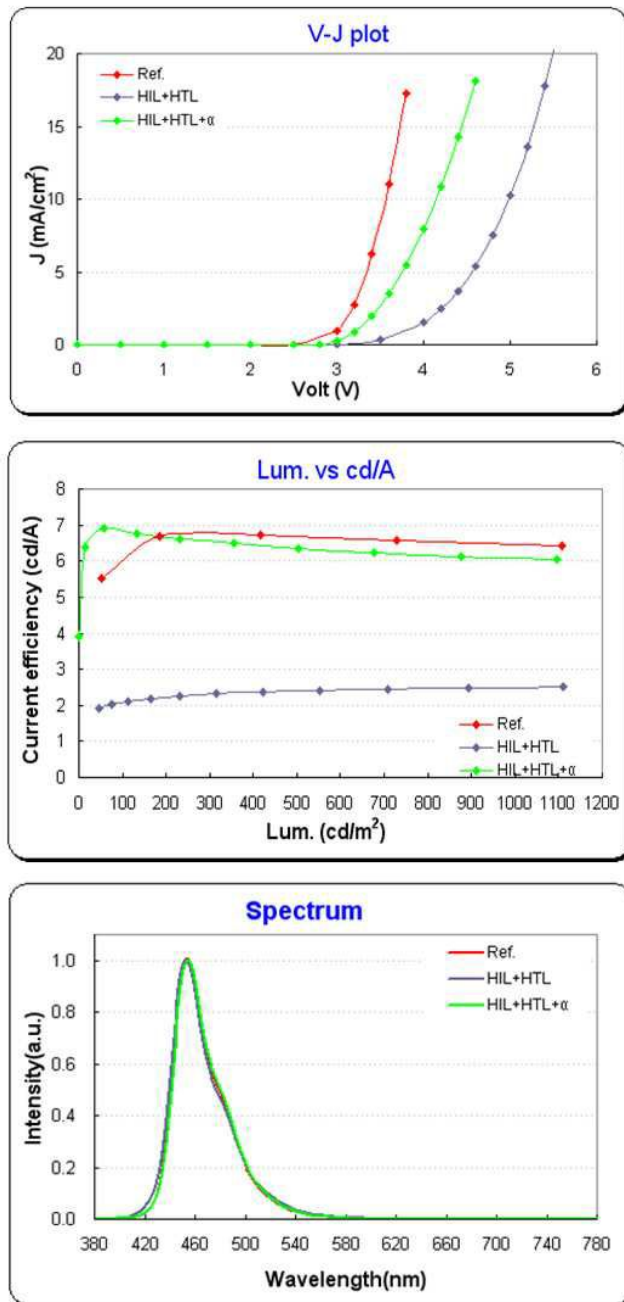 V-J plot
20
15
10
5
0
J (mA/cm²)
Ref.
HIL+HTL
HIL+HTL+α
0 1 2 3 4 5 6
Volt (V)
Lum. vs cd/A
8
7
6
5
4
3
2
1
0
Current efficiency (cd/A)
Ref.
HIL+HTL
HIL+HTL+α
0 100 200 300 400 500 600 700 800 900 1000 1100 1200
Lum. (cd/m²)
Spectrum
1.0
0.8
0.6
0.4
0.2
0.0
Intensity(a.u.)
Ref.
HIL+HTL
HIL+HTL+α
380 420 460 500 540 580 620 660 700 740 780
Wavelength(nm)